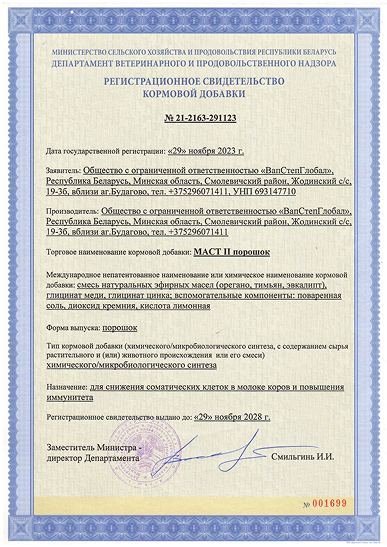 МИНИСТЕРСТВО СЕЛЬСКОГО ХОЗЯЙСТВА И ПРОДОВОЛЬСТВИЯ РЕСПУБЛИКИ БЕЛАРУСЬ
ДЕПАРТАМЕНТ ВЕТЕРИНАРНОГО И ПРОДОВОЛЬСТВЕННОГО НАДЗОРА
РЕГИСТРАЦИОННОЕ СВИДЕТЕЛЬСТВО
КОРМОВОЙ ДОБАВКИ
№ 21-2163-291123
Дата государственной регистрации: «29» ноября 2023 г.
Заявитель: Общество с ограниченной ответственностью «ВапСтепГлобал»,
Республика Беларусь, Минская область, Смолевичский район, Жодинский с/с,
19-3б, вблизи аг.Будагово, тел. +375296071411, УНП 693147710
Производитель: Общество с ограниченной ответственностью «ВапСтепГлобал»,
Республика Беларусь, Минская область, Смолевичский район, Жодинский с/с,
19-3б, вблизи аг.Будагово, тел. +375296071411
Торговое наименование кормовой добавки: МАСТ II порошок
Международное непатентованное наименование или химическое наименование кормовой
добавки: смесь натуральных эфирных масел (орегано, тимьян, эвкалипт),
глицинат меди, глицинат цинка; вспомогательные компоненты: поваренная
соль, диоксид кремния, кислота лимонная
Форма выпуска: порошок
Тип кормовой добавки (химического/микробиологического синтеза, с содержанием сырья
растительного и (или) животного происхождения или его смеси)
химического/микробиологического синтеза
Назначение: для снижения соматических клеток в молоке коров и повышения
иммунитета
Регистрационное свидетельство выдано до: «29» ноября 2028 г.
Заместитель Министра -
директор Департамента
Смильгинь И.И.
№ 001699